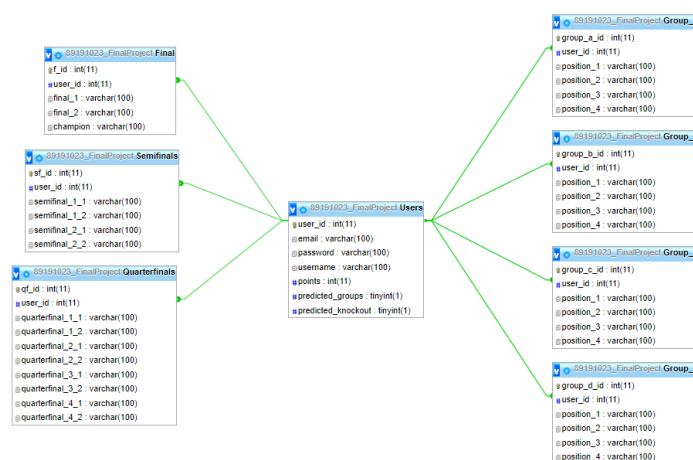 89191023_FinalProject Final
f_id : int(11)
user_id : int(11)
final_1 : varchar(100)
final_2 : varchar(100)
champion : varchar(100)
89191023_FinalProject Semifinals
sf_id : int(11)
user_id : int(11)
semifinal_1_1 : varchar(100)
semifinal_1_2 : varchar(100)
semifinal_2_1 : varchar(100)
semifinal_2_2 : varchar(100)
89191023_FinalProject Quarterfinals
qf_id : int(11)
user_id : int(11)
quarterfinal_1_1 : varchar(100)
quarterfinal_1_2 : varchar(100)
quarterfinal_2_1 : varchar(100)
quarterfinal_2_2 : varchar(100)
quarterfinal_3_1 : varchar(100)
quarterfinal_3_2 : varchar(100)
quarterfinal_4_1 : varchar(100)
quarterfinal_4_2 : varchar(100)
89191023_FinalProject Users
user_id : int(11)
email : varchar(100)
password : varchar(100)
username : varchar(100)
points : int(11)
predicted_groups : tinyint(1)
predicted_knockout : tinyint(1)
89191023_FinalProject Group_
group_a_id : int(11)
user_id : int(11)
position_1 : varchar(100)
position_2 : varchar(100)
position_3 : varchar(100)
position_4 : varchar(100)
89191023_FinalProject Group_
group_b_id : int(11)
user_id : int(11)
position_1 : varchar(100)
position_2 : varchar(100)
position_3 : varchar(100)
position_4 : varchar(100)
89191023_FinalProject Group_
group_c_id : int(11)
user_id : int(11)
position_1 : varchar(100)
position_2 : varchar(100)
position_3 : varchar(100)
position_4 : varchar(100)
89191023_FinalProject Group_
group_d_id : int(11)
user_id : int(11)
position_1 : varchar(100)
position_2 : varchar(100)
position_3 : varchar(100)
position_4 : varchar(100)